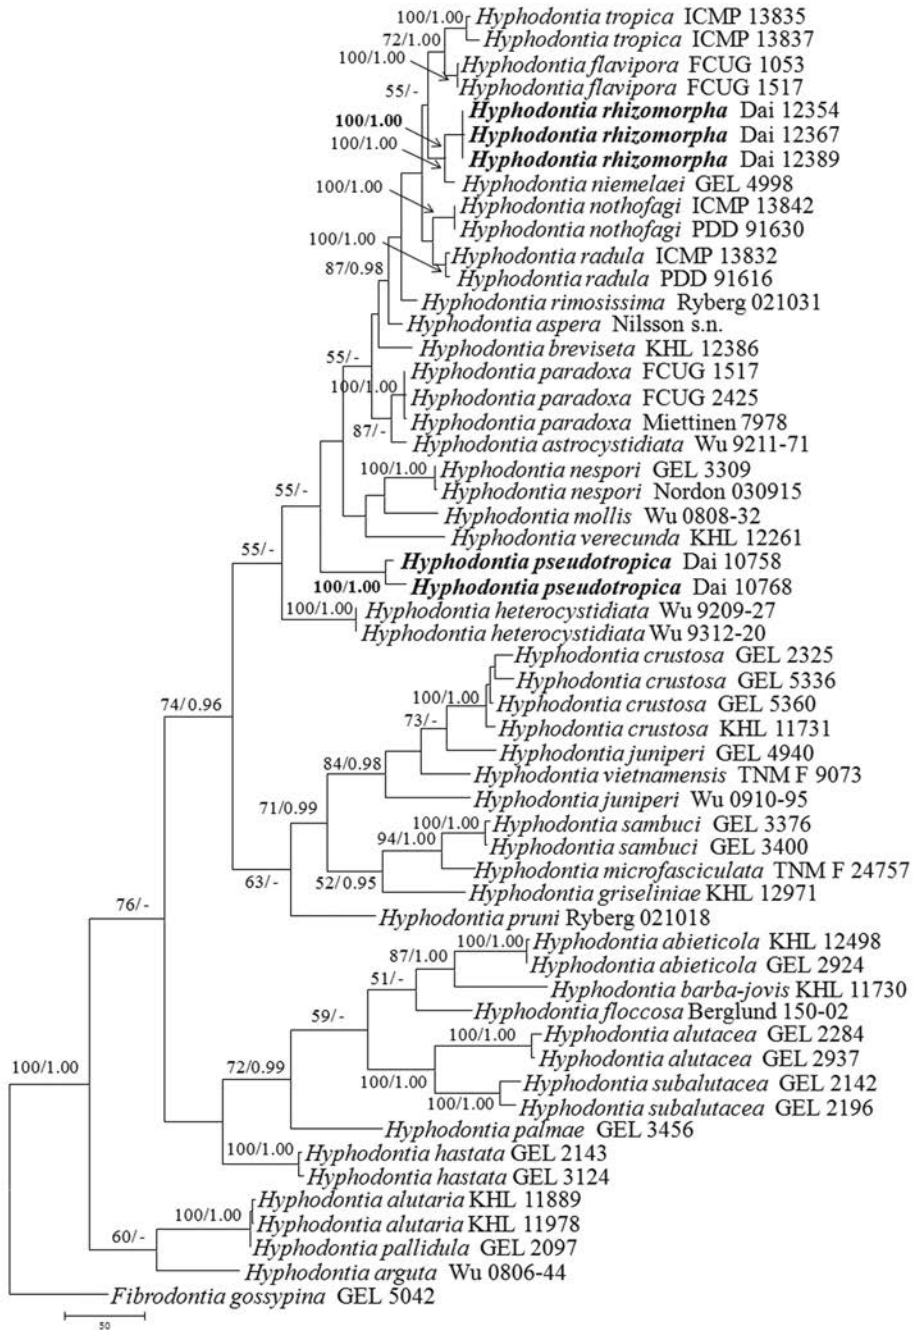 100/1.00 Hyphodontia tropica ICMP 13835
72/1.00 Hyphodontia tropica ICMP 13837
100/1.00 Hyphodontia flavipora FCUG 1053
Hyphodontia flavipora FCUG 1517
55/-
Hyphodontia rhizomorpha Dai 12354
100/1.00 Hyphodontia rhizomorpha Dai 12367
100/1.00 Hyphodontia rhizomorpha Dai 12389
Hyphodontia niemelaei GEL 4998
100/1.00 Hyphodontia nothofagi ICMP 13842
Hyphodontia nothofagi PDD 91630
100/1.00 Hyphodontia radula ICMP 13832
87/0.98 Hyphodontia radula PDD 91616
Hyphodontia rimosissima Ryberg 021031
Hyphodontia aspera Nilsson s.n.
Hyphodontia breviseta KHL 12386
55/-
Hyphodontia paradoxa FCUG 1517
100/1.00 Hyphodontia paradoxa FCUG 2425
Hyphodontia paradoxa Miettinen 7978
87/- Hyphodontia astrocystidiata Wu 9211-71
100/1.00 Hyphodontia nespori GEL 3309
55/- Hyphodontia nespori Nordon 030915
Hyphodontia mollis Wu 0808-32
Hyphodontia verecunda KHL 12261
55/-
Hyphodontia pseudotropica Dai 10758
100/1.00 Hyphodontia pseudotropica Dai 10768
100/1.00 Hyphodontia heterocystidiata Wu 9209-27
Hyphodontia heterocystidiata Wu 9312-20
Hyphodontia crustosa GEL 2325
Hyphodontia crustosa GEL 5336
100/1.00 Hyphodontia crustosa GEL 5360
74/0.96 73/- Hyphodontia crustosa KHL 11731
Hyphodontia juniperi GEL 4940
84/0.98 Hyphodontia vietnamensis TNM F 9073
Hyphodontia juniperi Wu 0910-95
71/0.99
100/1.00 Hyphodontia sambuci GEL 3376
94/1.00 Hyphodontia sambuci GEL 3400
Hyphodontia microfasciculata TNM F 24757
63/- 52/0.95 Hyphodontia griseliniae KHL 12971
76/- Hyphodontia pruni Ryberg 021018
100/1.00 Hyphodontia abieticola KHL 12498
87/1.00 Hyphodontia abieticola GEL 2924
51/- Hyphodontia barba-jovis KHL 11730
59/- Hyphodontia floccosa Berglund 150-02
Hyphodontia alutacea GEL 2284
Hyphodontia alutacea GEL 2937
100/1.00 72/0.99 100/1.00 Hyphodontia subalutacea GEL 2142
100/1.00 Hyphodontia subalutacea GEL 2196
Hyphodontia palmae GEL 3456
100/1.00 Hyphodontia hastata GEL 2143
Hyphodontia hastata GEL 3124
Hyphodontia alutaria KHL 11889
100/1.00 Hyphodontia alutaria KHL 11978
60/- Hyphodontia pallidula GEL 2097
Hyphodontia arguta Wu 0806-44
Fibrodontia gossypina GEL 5042
50